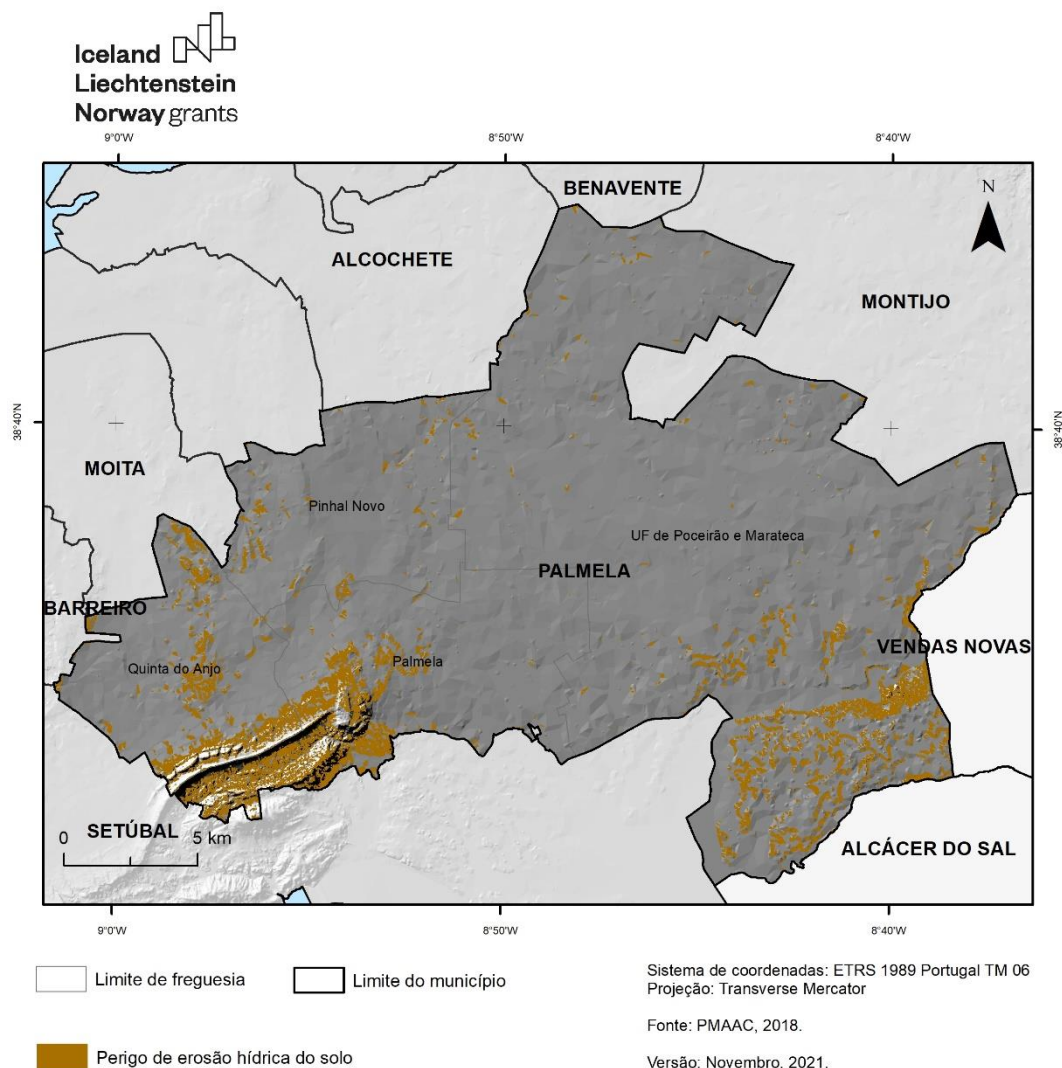 Iceland
Liechtenstein
Norway grants
9°0'W
8°50'W
8°40'W
BENAVENTE
N
ALCOCHETE
MONTIJO
38°40'N
38°40'N
MOITA
Pinhal Novo
UF de Poceirão e Marateca
PALMELA
BARREIRO
VENDAS NOVAS
Quinta do Anjo
Palmela
SETÚBAL
0 5 km
ALCÁCER DO SAL
9°0'W
8°50'W
8°40'W
Limite de freguesia
Limite do município
Sistema de coordenadas: ETRS 1989 Portugal TM 06
Projeção: Transverse Mercator
Fonte: PMAAC, 2018.
Perigo de erosão hídrica do solo
Versão: Novembro, 2021.